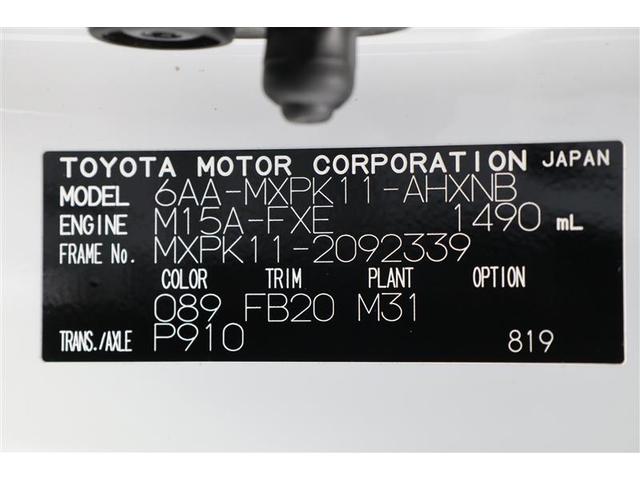 TOYOTA MOTOR CORPORATION JAPAN
MODEL 6AA-MXPK11-AHXNB
ENGINE M15A-FXE 1490 mL
FRAME No. MXPK11-2092339
COLOR TRIM PLANT OPTION
089 FB20 M31
TRANS./AXLE P910 819